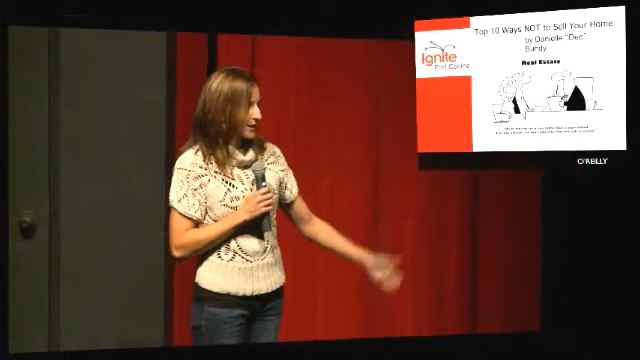 Top 10 Ways NOT to Sell Your Home
by Danielle "Dee"
Bundy
Ignite
Fort Collins
Real Estate
O'REILLY